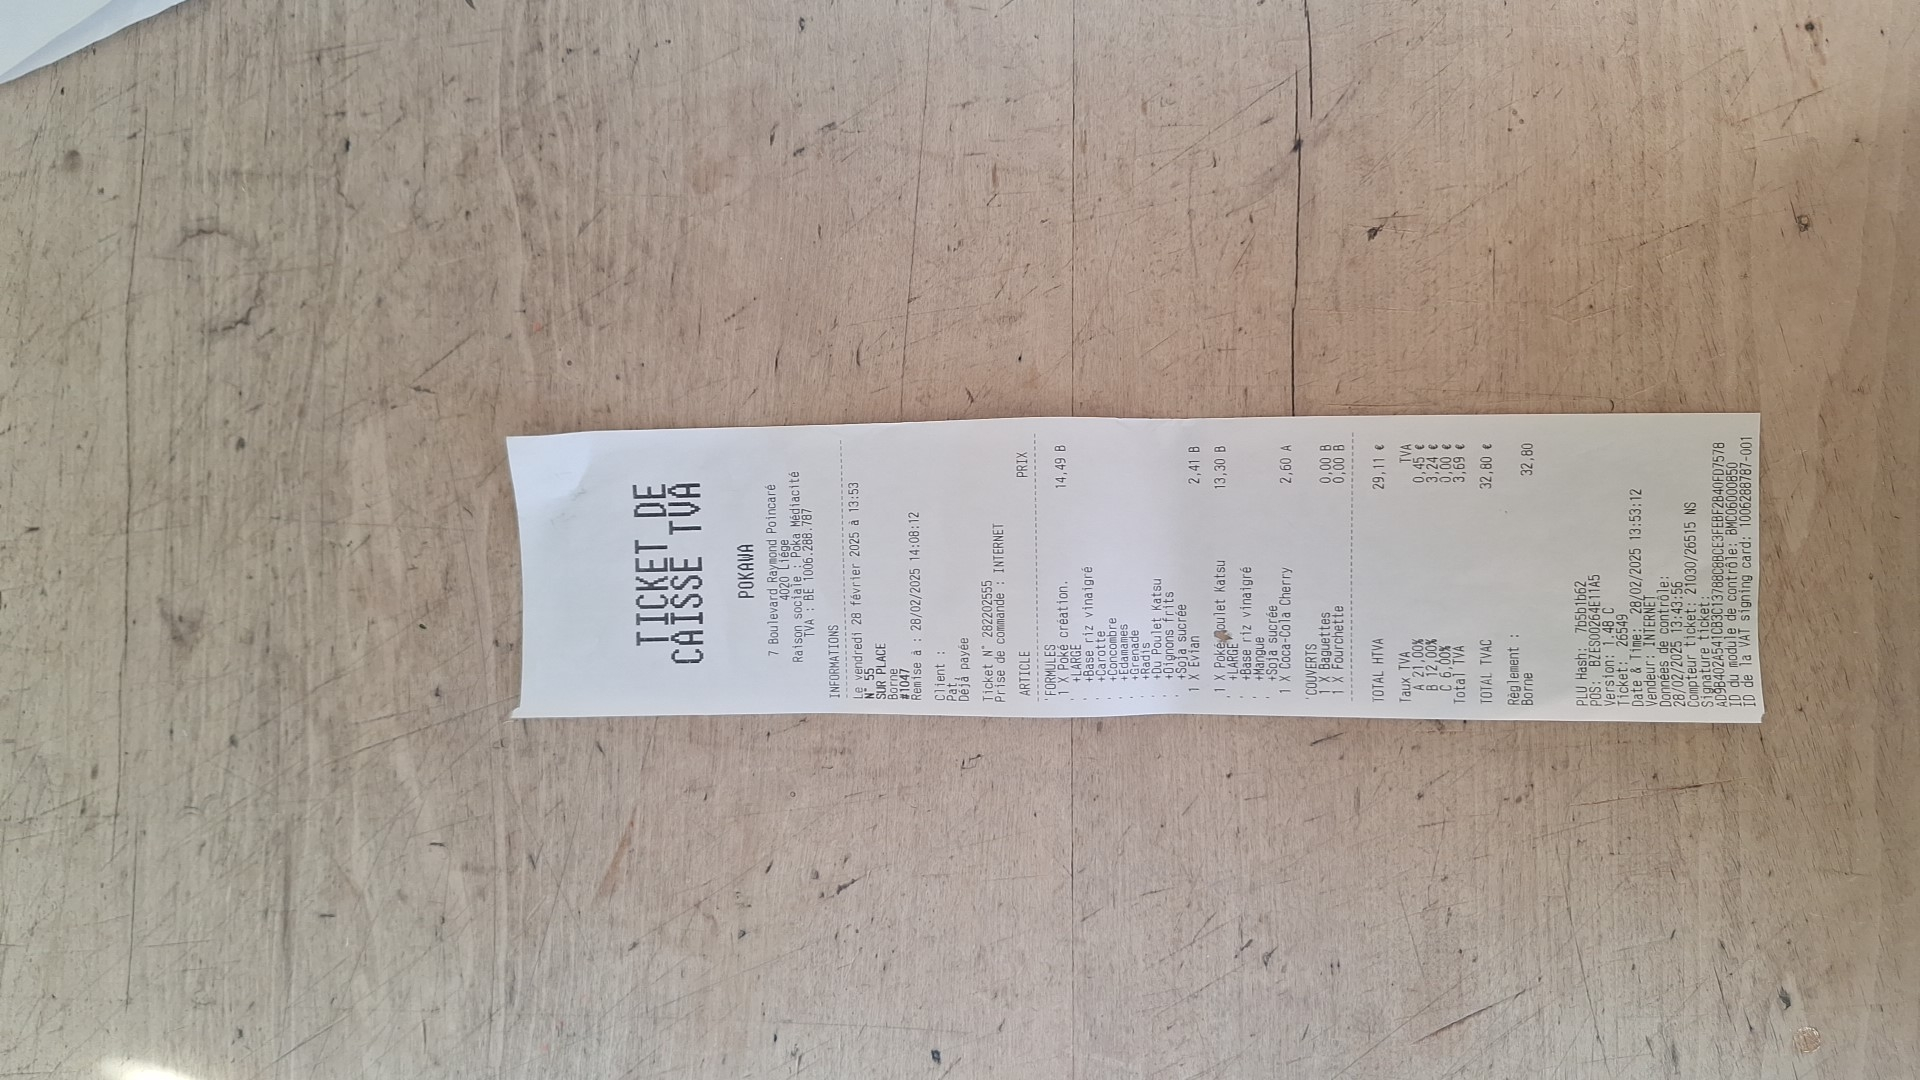 TICKET DE
CAISSE TVA
POKAWA
7 Boulevard Raymond Poincaré
4020 Liège
Raison sociale : Poka Médiacité
TVA : BE 1006.288.787
INFORMATIONS
Le vendredi 28 février 2025 à 13:53
N° 551
SUR PLACE
Borne
#1047
Remise à : 28/02/2025 14:08:12
Client :
Pat,
Déjà payée
Ticket N° 282202555
Prise de commande : INTERNET
ARTICLE PRIX
'FORMULES
1 X Poké création. 14,49 B
+LARGE
+Base riz vinaigré
+Carotte
+Concombre
+Edamames
+Grenade
+Radis
+Du Poulet Katsu
+Oignons frits
+Soja sucrée
1 X Evian 2,41 B
1 X Poké Poulet Katsu 13,30 B
+LARGE
+Base riz vinaigré
+Mangue
+Soja sucrée
1 X Coca-Cola Cherry 2,60 A
'COUVERTS
1 X Baguettes 0,00 B
1 X Fourchette 0,00 B
TOTAL HTVA 29,11 €
Taux TVA TVA
A 21,00% 0,45 €
B 12,00% 3,24 €
C 6,00% 0,00 €
Total TVA 3,69 €
TOTAL TVAC 32,80 €
Règlement :
Borne 32,80
PLU Hash: 7b5b1b62
POS: BZES00264E11A5
Version: 1.48 C
Ticket: 26549
Date & Time: 28/02/2025 13:53:12
Vendeur: INTERNET
Données de contrôle:
28/02/2025 13:43:56
Compteur ticket: 21030/26515 NS
Signature ticket:
ID du module de contrôle: BMC06000850
ID de la VAT signing card: 1006288787-001